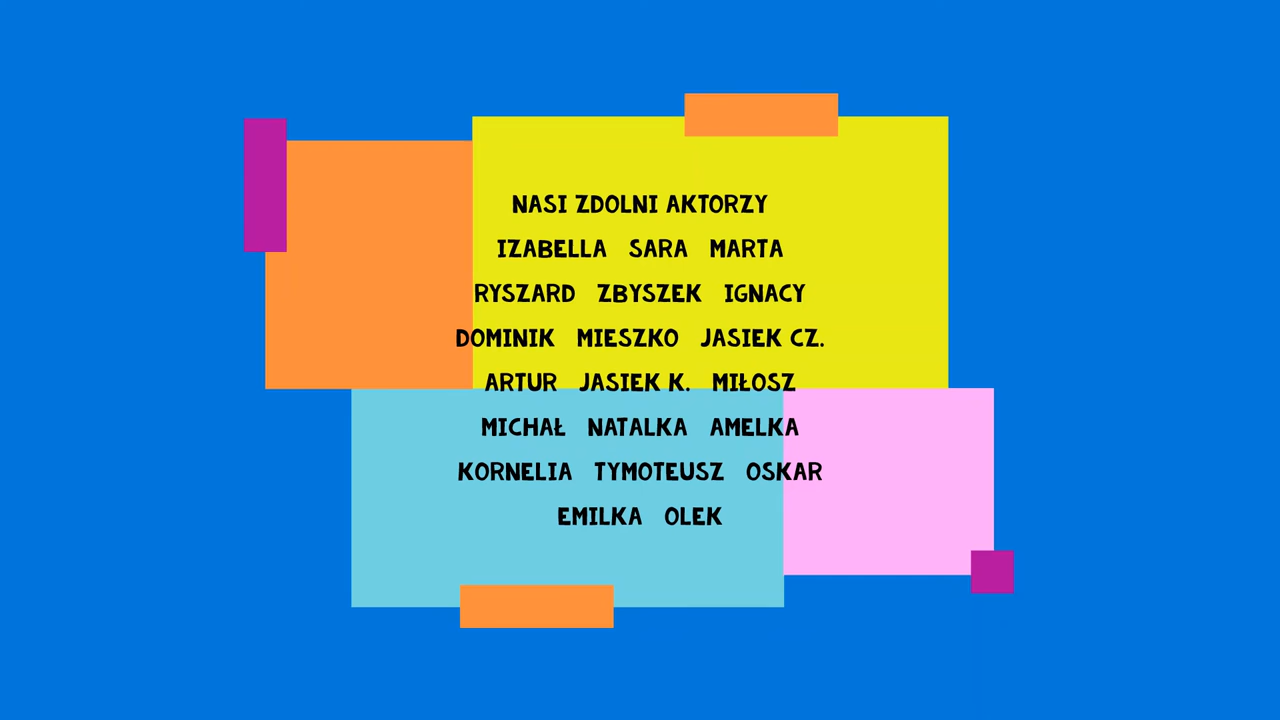 NASI ZDOLNI AKTORZY
IZABELLA SARA MARTA
RYSZARD ZBYSZEK IGNACY
DOMINIK MIESZKO JASIEK CZ.
ARTUR JASIEK K. MIŁOSZ
MICHAŁ NATALKA AMELKA
KORNELIA TYMOTEUSZ OSKAR
EMILKA OLEK